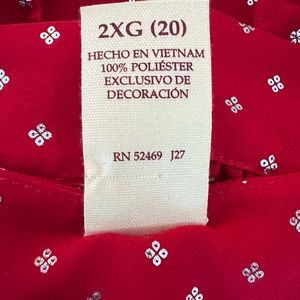 2XG (20)
HECHO EN VIETNAM
100% POLIÉSTER
EXCLUSIVO DE
DECORACIÓN
RN 52469 J27